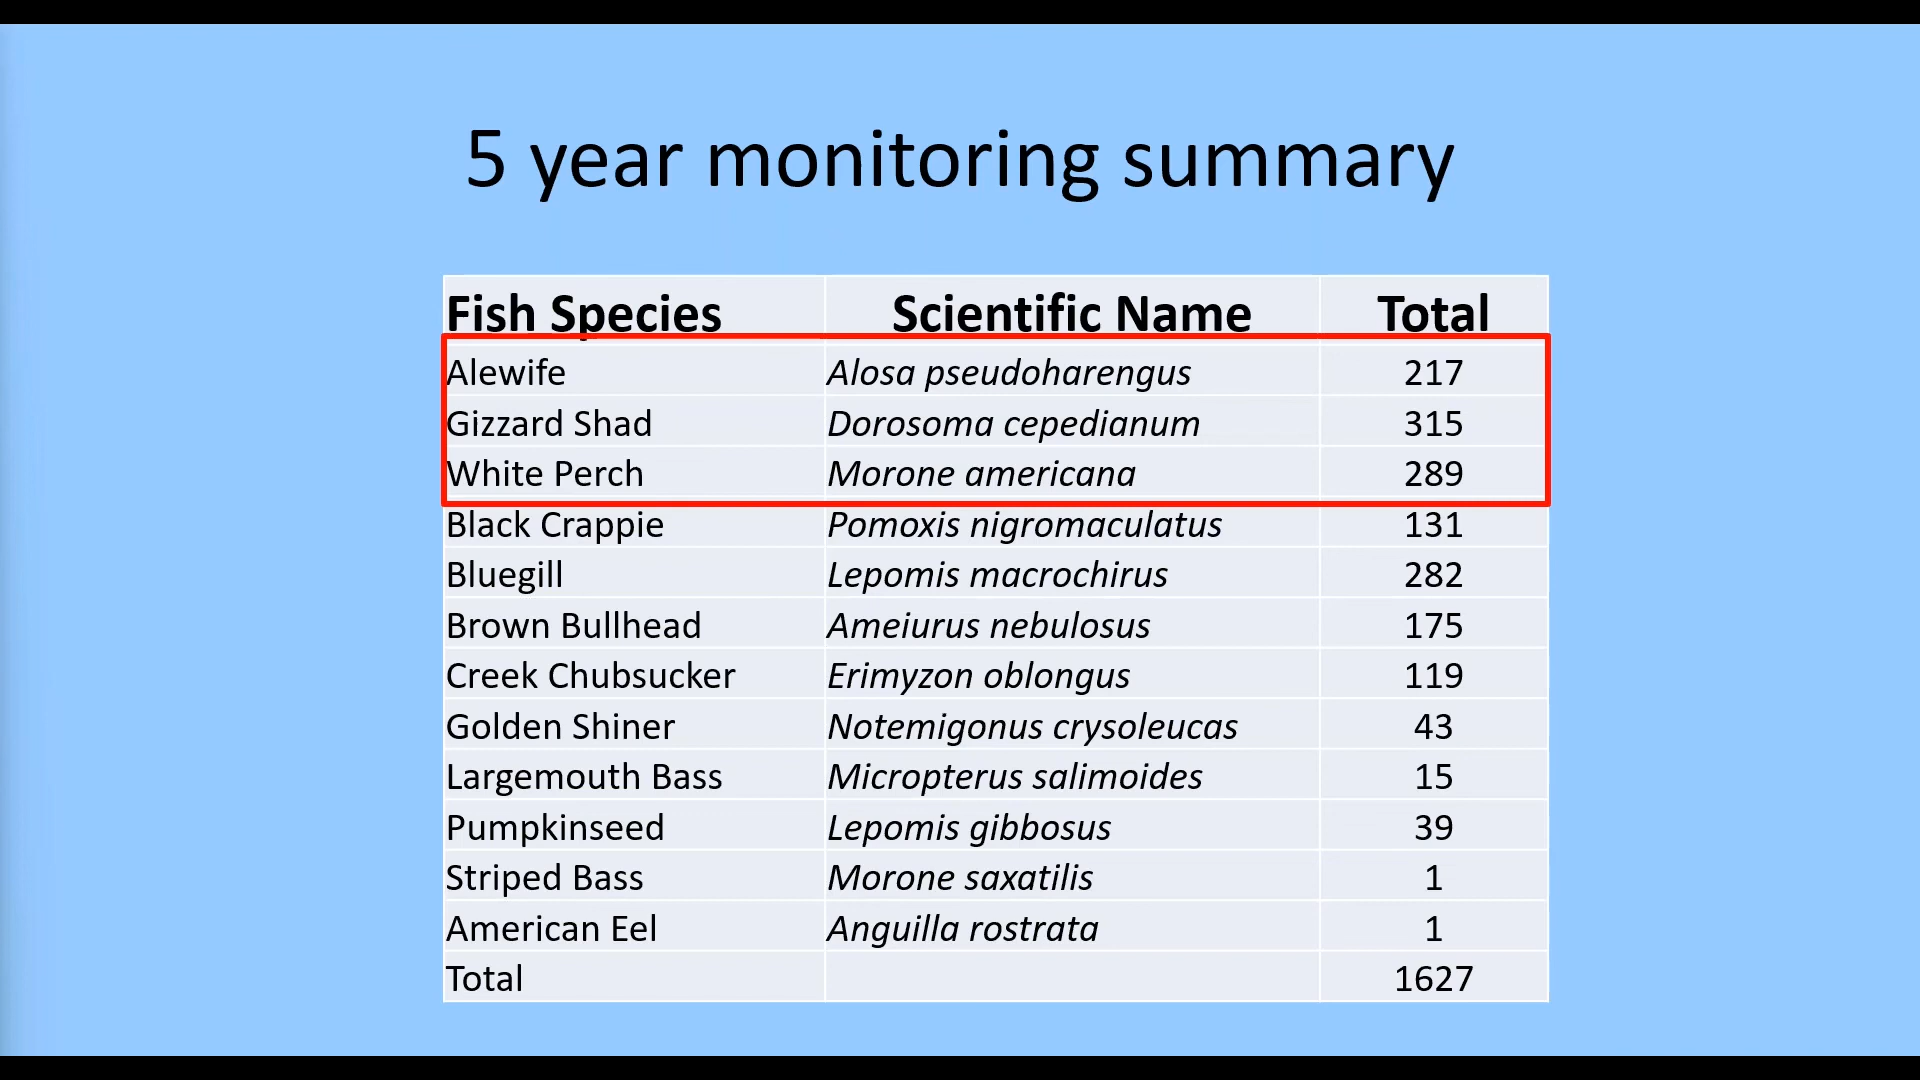 5 year monitoring summary
Fish Species Scientific Name Total
Alewife Alosa pseudoharengus 217
Gizzard Shad Dorosoma cepedianum 315
White Perch Morone americana 289
Black Crappie Pomoxis nigromaculatus 131
Bluegill Lepomis macrochirus 282
Brown Bullhead Ameiurus nebulosus 175
Creek Chubsucker Erimyzon oblongus 119
Golden Shiner Notemigonus crysoleucas 43
Largemouth Bass Micropterus salimoides 15
Pumpkinseed Lepomis gibbosus 39
Striped Bass Morone saxatilis 1
American Eel Anguilla rostrata 1
Total 1627